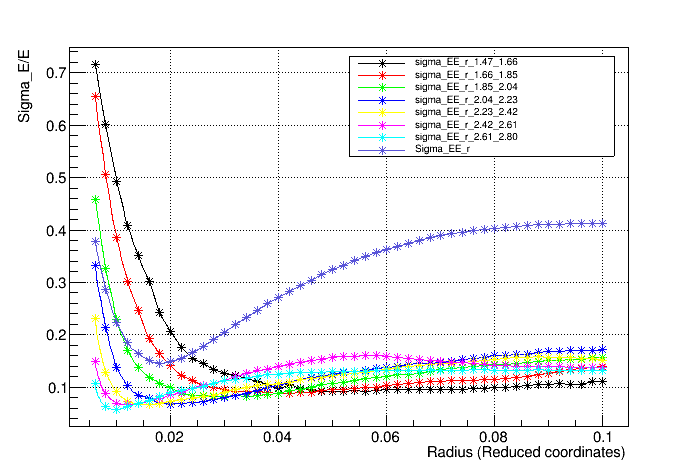 Sigma_E/E
sigma_EE_r_1.47_1.66
sigma_EE_r_1.66_1.85
sigma_EE_r_1.85_2.04
sigma_EE_r_2.04_2.23
sigma_EE_r_2.23_2.42
sigma_EE_r_2.42_2.61
sigma_EE_r_2.61_2.80
Sigma_EE_r
0.7
0.6
0.5
0.4
0.3
0.2
0.1
0.02 0.04 0.06 0.08 0.1
Radius (Reduced coordinates)